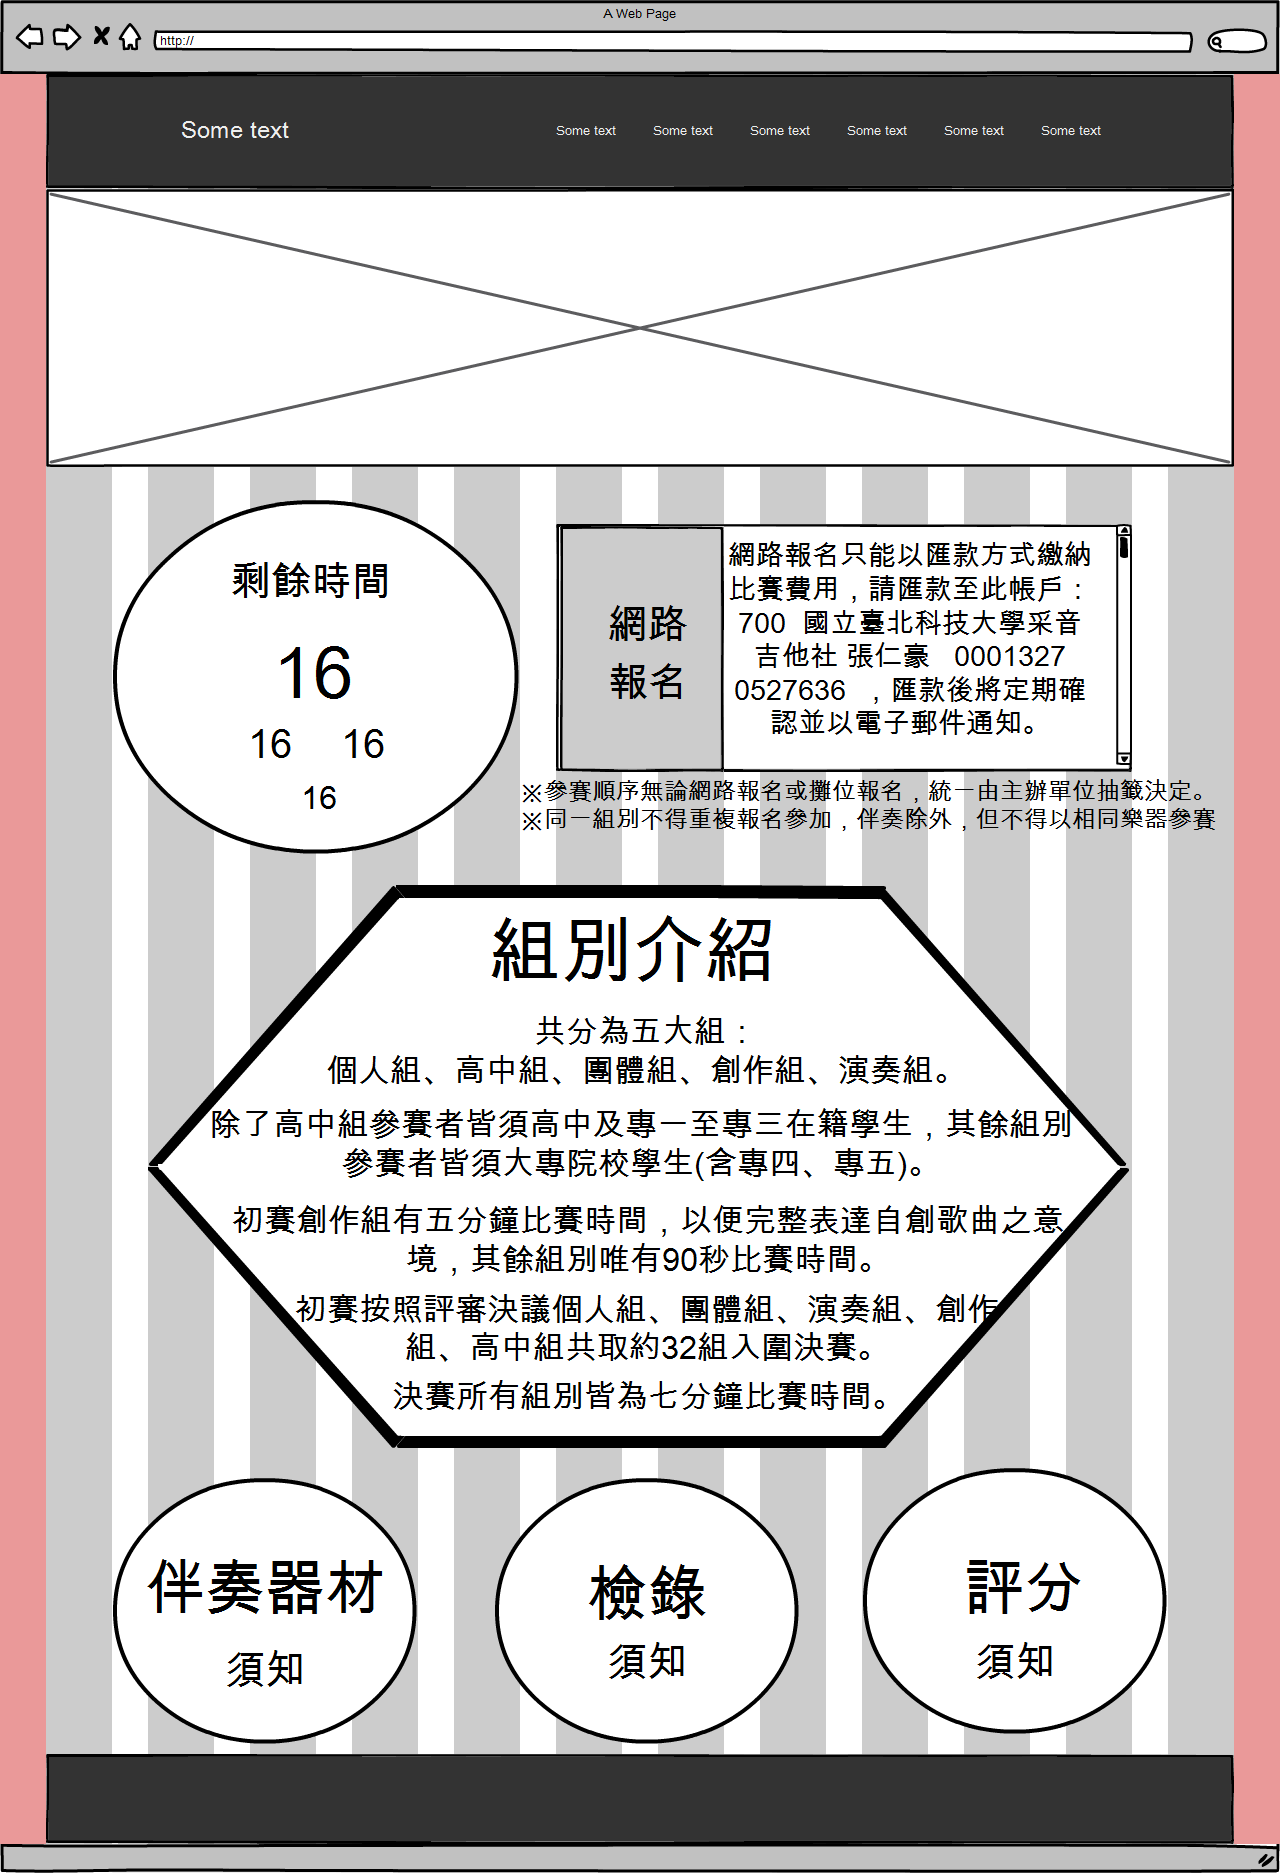 A Web Page
http://
Some text
Some text
Some text
Some text
Some text
Some text
Some text
剩餘時間
16
16 16
16
網路
報名
網路報名只能以匯款方式繳納
比賽費用，請匯款至此帳戶：
700 國立臺北科技大學采音
吉他社 張仁豪 0001327
0527636 ，匯款後將定期確
認並以電子郵件通知。
※參賽順序無論網路報名或攤位報名，統一由主辦單位抽籤決定。
※同一組別不得重複報名參加，伴奏除外，但不得以相同樂器參賽
組別介紹
共分為五大組：
個人組、高中組、團體組、創作組、演奏組。
除了高中組參賽者皆須高中及專一至專三在籍學生，其餘組別
參賽者皆須大專院校學生(含專四、專五)。
初賽創作組有五分鐘比賽時間，以便完整表達自創歌曲之意
境，其餘組別唯有90秒比賽時間。
初賽按照評審決議個人組、團體組、演奏組、創作
組、高中組共取約32組入圍決賽。
決賽所有組別皆為七分鐘比賽時間。
伴奏器材
須知
檢錄
須知
評分
須知